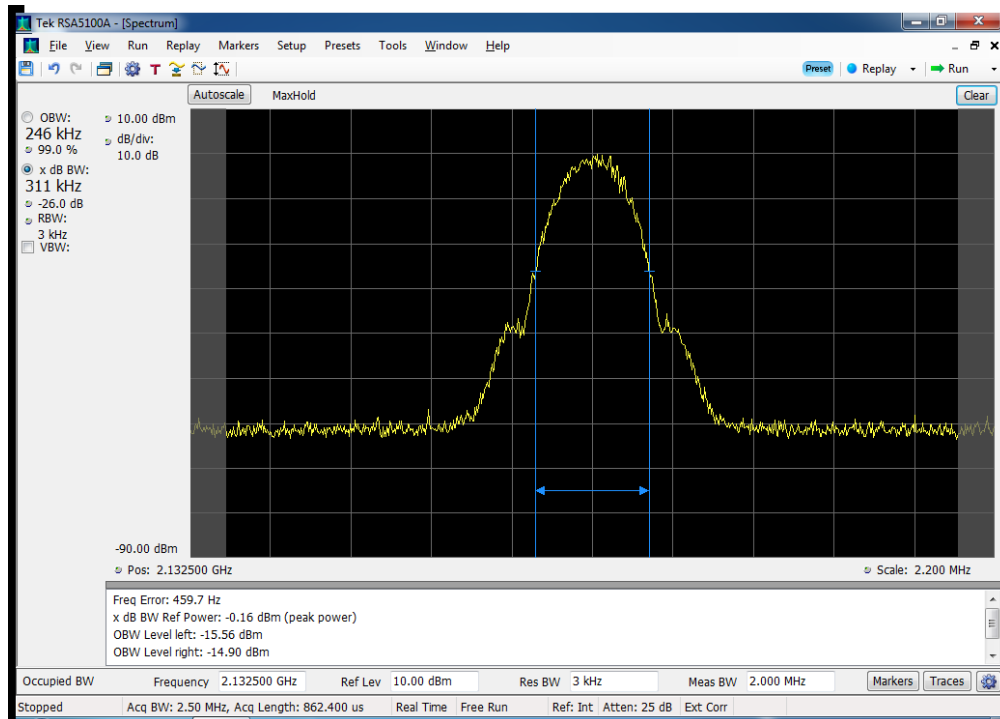 Tek RSA5100A - [Spectrum]
File View Run Replay Markers Setup Presets Tools Window Help
T Preset Replay Run
Autoscale MaxHold Clear
OBW:
246 kHz
99.0 %
x dB BW:
311 kHz
-26.0 dB
RBW:
3 kHz
VBW:
10.00 dBm
dB/div:
10.0 dB
-90.00 dBm
Pos: 2.132500 GHz Scale: 2.200 MHz
Freq Error: 459.7 Hz
x dB BW Ref Power: -0.16 dBm (peak power)
OBW Level left: -15.56 dBm
OBW Level right: -14.90 dBm
Occupied BW Frequency 2.132500 GHz Ref Lev 10.00 dBm Res BW 3 kHz Meas BW 2.000 MHz Markers Traces
Stopped Acq BW: 2.50 MHz, Acq Length: 862.400 us Real Time Free Run Ref: Int Atten: 25 dB Ext Corr